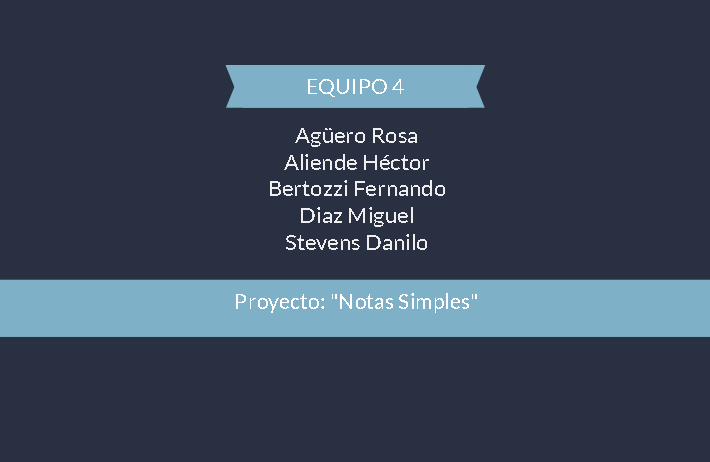 EQUIPO 4
Agüero Rosa
Aliende Héctor
Bertozzi Fernando
Diaz Miguel
Stevens Danilo
Proyecto: "Notas Simples"